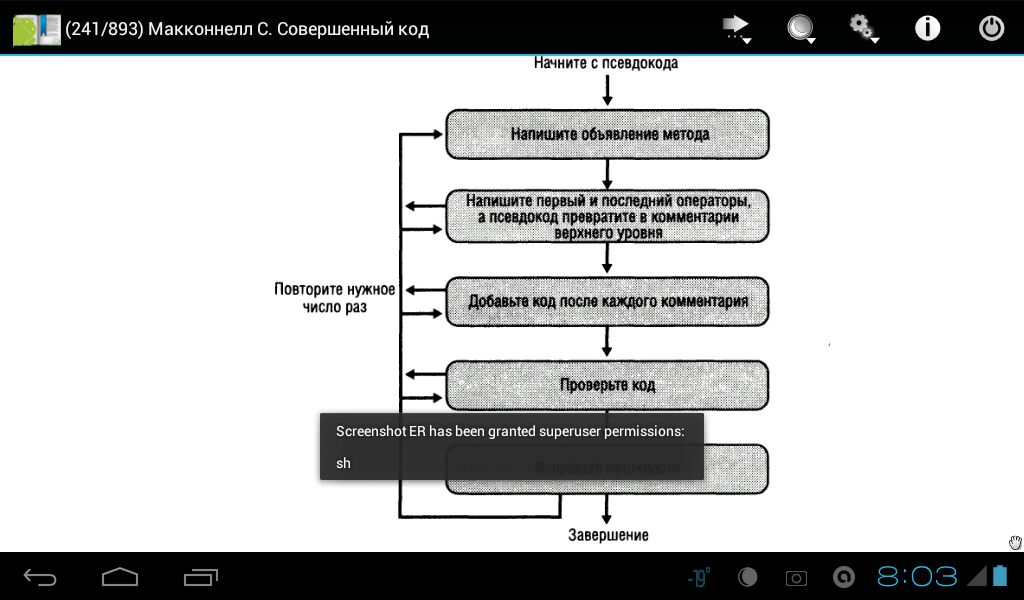 (241/893) Макконнелл С. Совершенный код
Начните с псевдокода
Напишите объявление метода
Напишите первый и последний операторы,
а псевдокод превратите в комментарии
верхнего уровня
Повторите нужное
число раз
Добавьте код после каждого комментария
Проверьте код
Screenshot ER has been granted superuser permissions:
sh
Исправьте неточности
Завершение
-19°
8:03